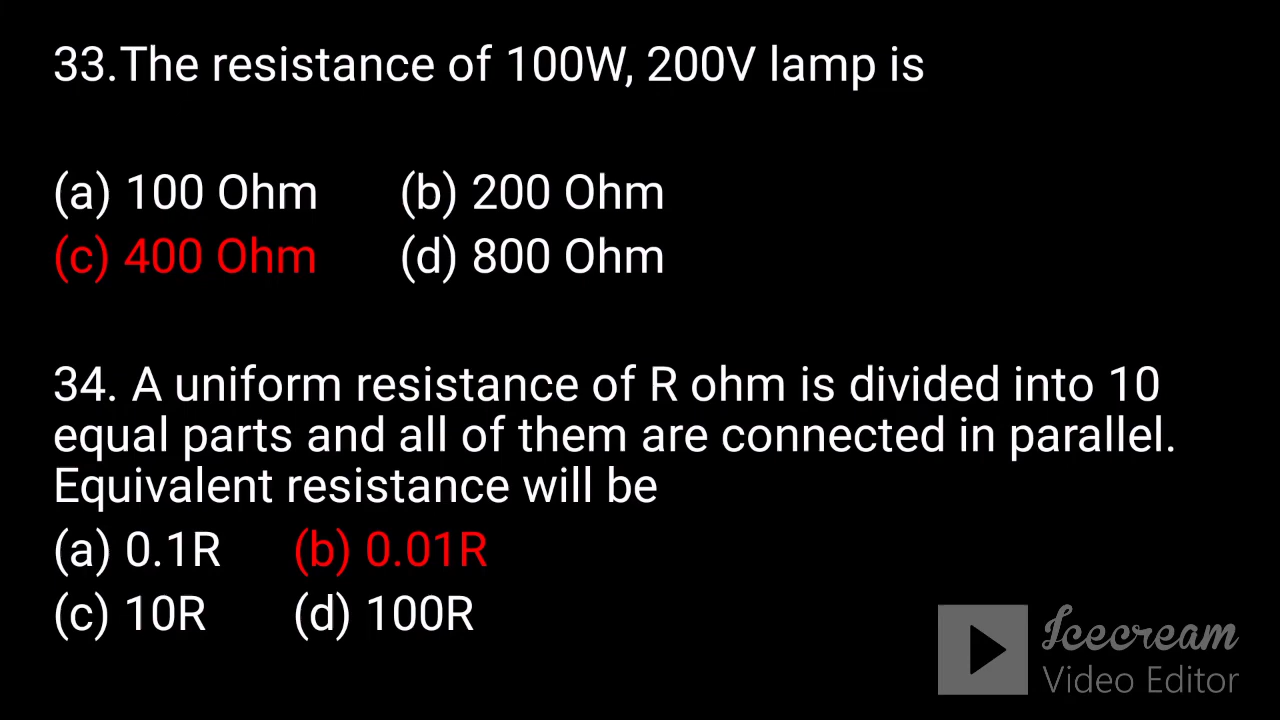 33.The resistance of 100W, 200V lamp is
(a) 100 Ohm (b) 200 Ohm
(c) 400 Ohm (d) 800 Ohm
34. A uniform resistance of R ohm is divided into 10
equal parts and all of them are connected in parallel.
Equivalent resistance will be
(a) 0.1R (b) 0.01R
(c) 10R (d) 100R
Icecream
Video Editor